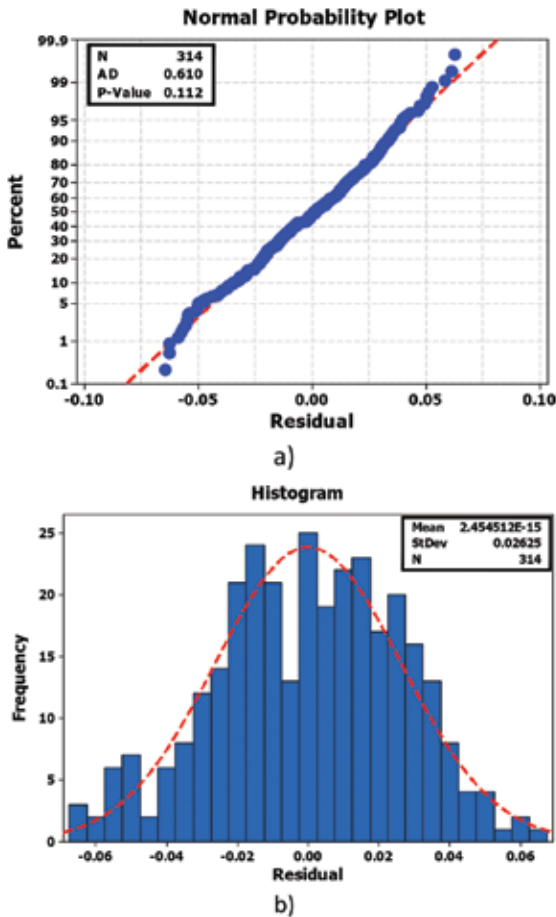 Normal Probability Plot
99.9
99
95
90
80
70
60
50
40
30
20
10
5
1
0.1
Percent
N 314
AD 0.610
P-Value 0.112
-0.10 -0.05 0.00 0.05 0.10
Residual
a)
Histogram
Mean 2.454512E-15
StDev 0.02625
N 314
25
20
15
10
5
0
Frequency
-0.06 -0.04 -0.02 0.00 0.02 0.04 0.06
Residual
b)